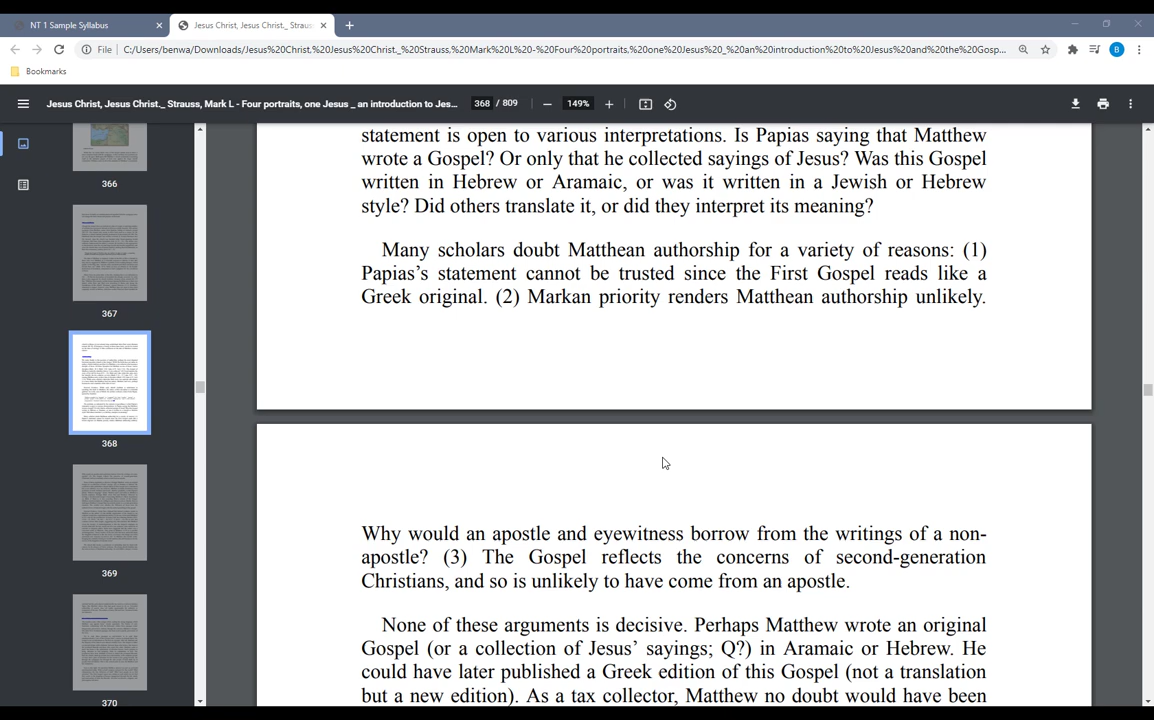 NT 1 Sample Syllabus
Jesus Christ, Jesus Christ._ Straus
File
C:/Users/benwa/Downloads/Jesus%20Christ,%20Jesus%20Christ._%20Strauss,%20Mark%20L%20-%20Four%20portraits,%20one%20Jesus%20_%20an%20introduction%20to%20Jesus%20and%20the%20Gosp...
B
Bookmarks
Jesus Christ, Jesus Christ._ Strauss, Mark L - Four portraits, one Jesus _ an introduction to Jes...
368 / 809
149%
366
367
368
369
370
statement is open to various interpretations. Is Papias saying that Matthew
wrote a Gospel? Or only that he collected sayings of Jesus? Was this Gospel
written in Hebrew or Aramaic, or was it written in a Jewish or Hebrew
style? Did others translate it, or did they interpret its meaning?
Many scholars doubt Matthean authorship for a variety of reasons: (1)
Papias’s statement cannot be trusted since the First Gospel reads like a
Greek original. (2) Markan priority renders Matthean authorship unlikely.
Why would an apostle and eyewitness borrow from the writings of a non-
apostle? (3) The Gospel reflects the concerns of second-generation
Christians, and so is unlikely to have come from an apostle.
None of these arguments is decisive. Perhaps Matthew wrote an original
Gospel (or a collection of Jesus’ sayings; Q?) in Aramaic or Hebrew. He
could have later published a Greek edition of this Gospel (not a translation
but a new edition). As a tax collector, Matthew no doubt would have been